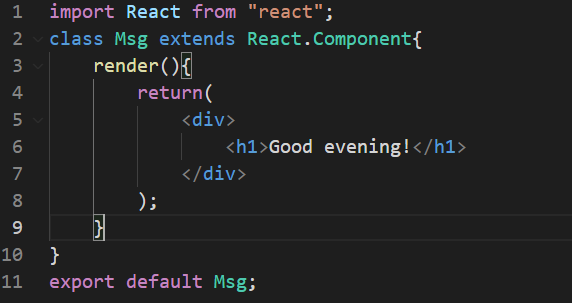 1 import React from "react";
2 class Msg extends React.Component{
3     render(){
4         return(
5             <div>
6                 <h1>Good evening!</h1>
7             </div>
8         );
9     }
10 }
11 export default Msg;